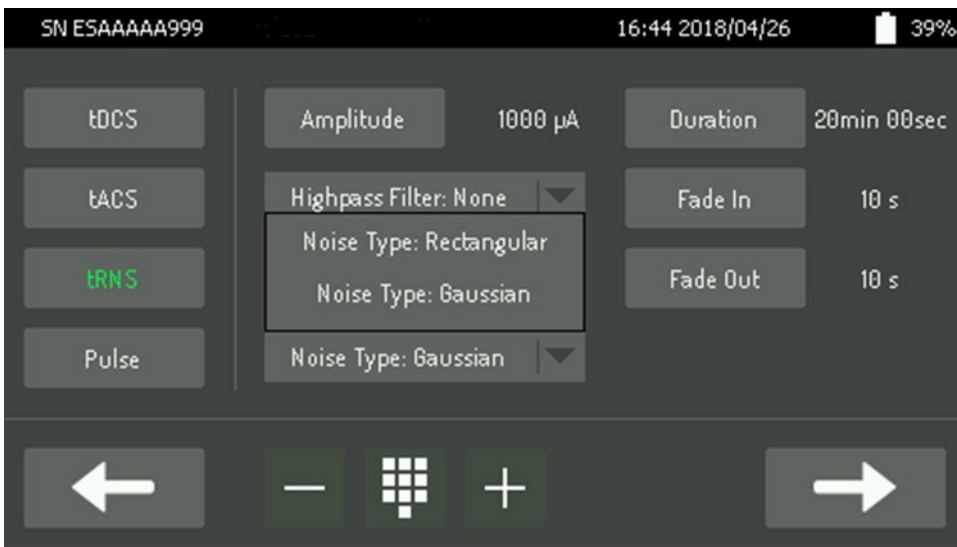 SN ESAAAAA999 16:44 2018/04/26 39%
tDCS
tACS
tRNS
Pulse
Amplitude 1000 µA
Highpass Filter: None
Noise Type: Rectangular
Noise Type: Gaussian
Noise Type: Gaussian
Duration 20min 00sec
Fade In 10 s
Fade Out 10 s